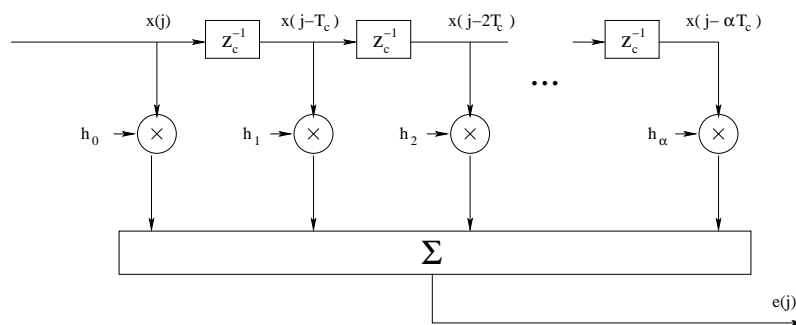 x(j) x(j-T_c) x(j-2T_c) x(j-αT_c)
Z_c^{-1} Z_c^{-1} Z_c^{-1}
...
h_0 × h_1 × h_2 × h_α ×
Σ
e(j)